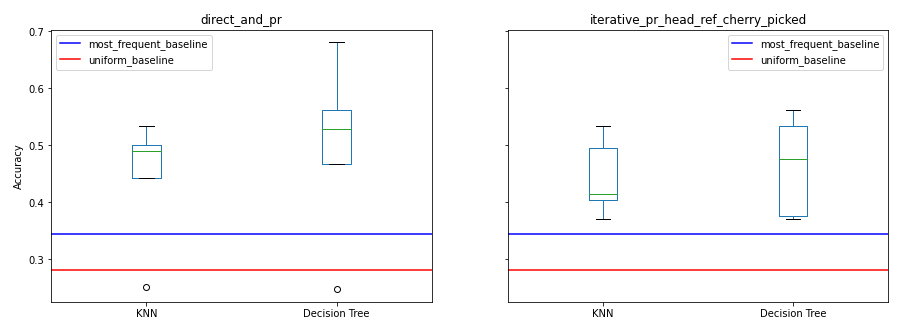 direct_and_pr
iterative_pr_head_ref_cherry_picked
most_frequent_baseline
uniform_baseline
most_frequent_baseline
uniform_baseline
Accuracy
0.7
0.6
0.5
0.4
0.3
KNN
Decision Tree
KNN
Decision Tree